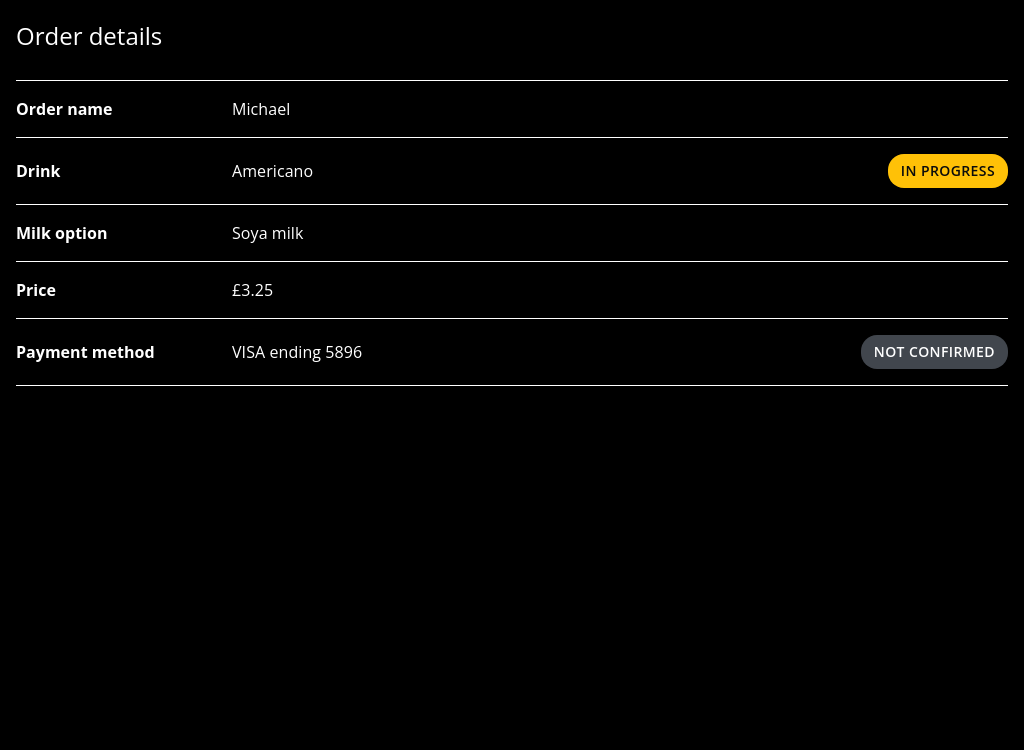 Order details
Order name Michael
Drink Americano IN PROGRESS
Milk option Soya milk
Price £3.25
Payment method VISA ending 5896 NOT CONFIRMED